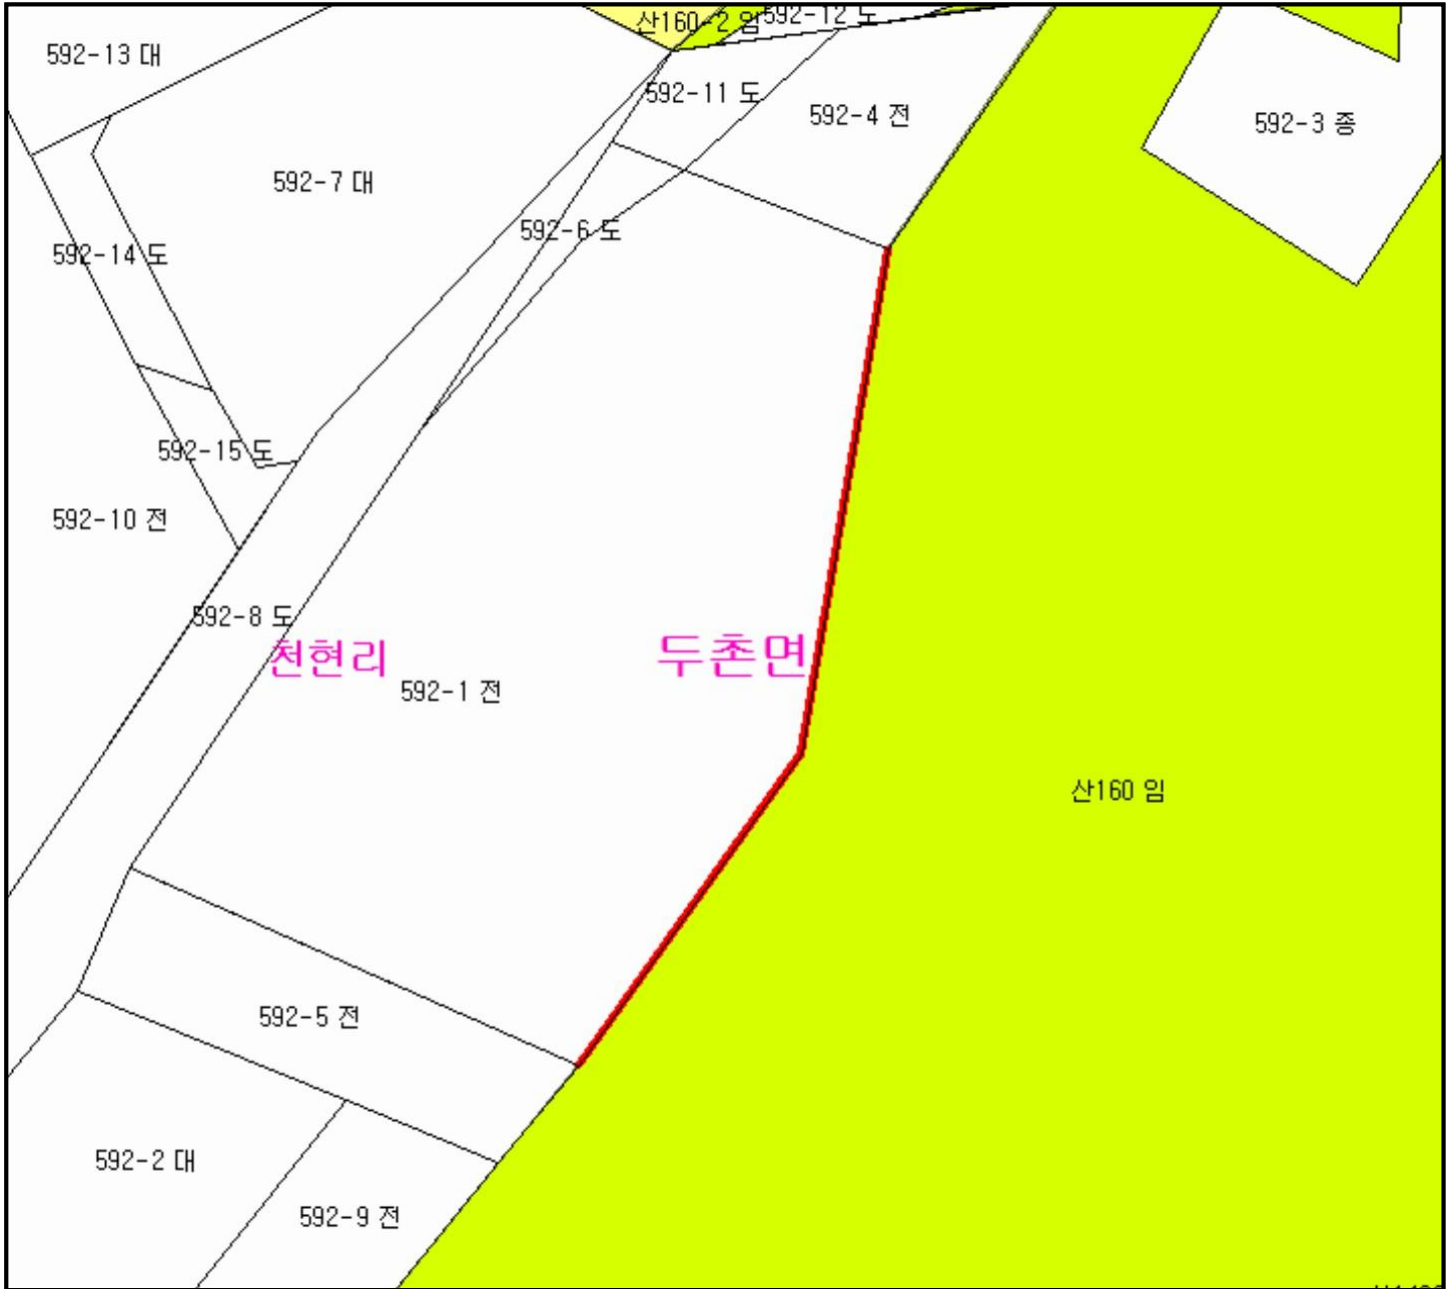 산160-2 임
592-12 도
592-13 대
592-11 도
592-4 전
592-3 종
592-7 대
592-6 도
592-14 도
592-15 도
592-10 전
592-8 도
천현리
두촌면
592-1 전
산160 임
592-5 전
592-2 대
592-9 전